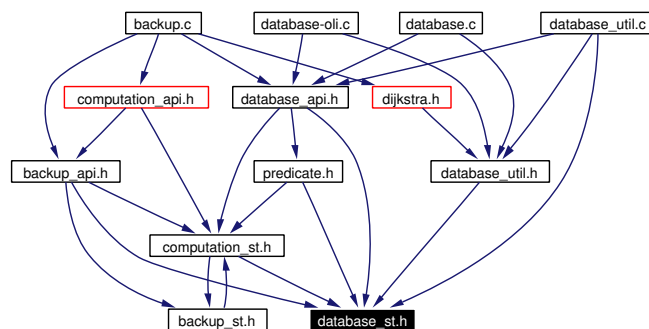 backup.c
database-oli.c
database.c
database_util.c
computation_api.h
database_api.h
dijkstra.h
backup_api.h
predicate.h
database_util.h
computation_st.h
backup_st.h
database_st.h